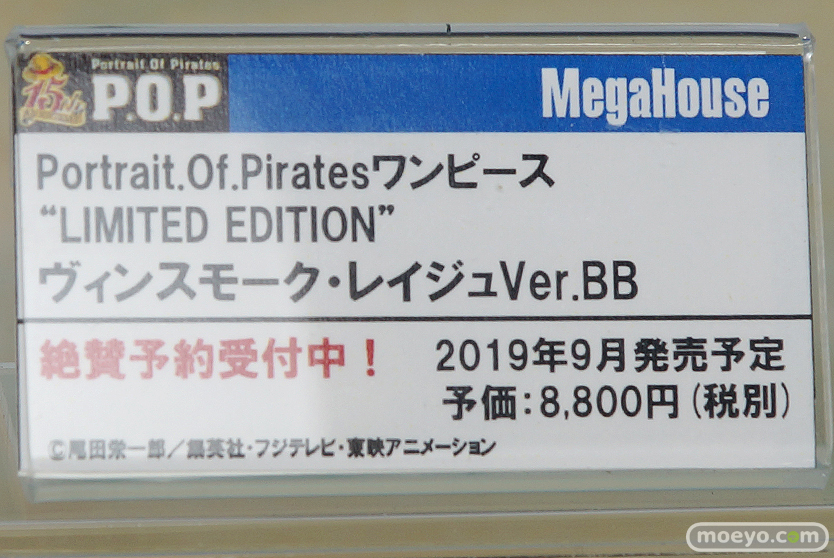 Portrait Of Pirates
15th
P.O.P
MegaHouse
Portrait.Of.Piratesワンピース
“LIMITED EDITION”
ヴィンスモーク・レイジュVer.BB
絶賛予約受付中！
2019年9月発売予定
予価：8,800円（税別）
©尾田栄一郎／集英社・フジテレビ・東映アニメーション
moeyo.com